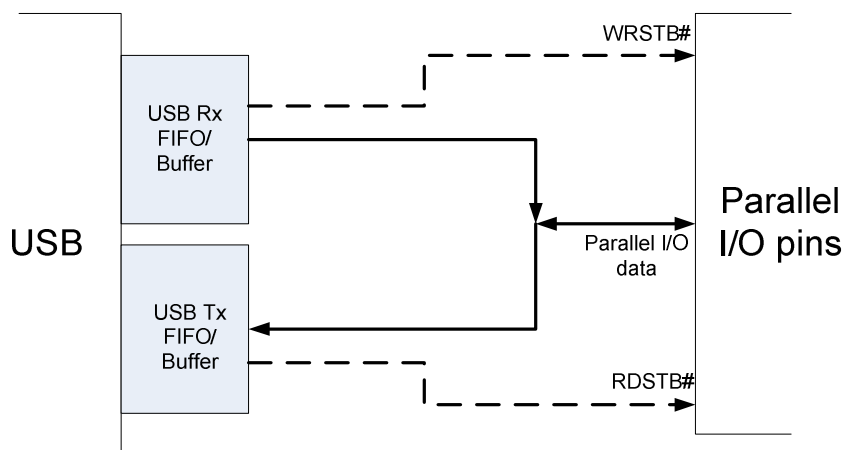 WRSTB#
USB Rx
FIFO/
Buffer
USB
Parallel
I/O pins
Parallel I/O
data
USB Tx
FIFO/
Buffer
RDSTB#